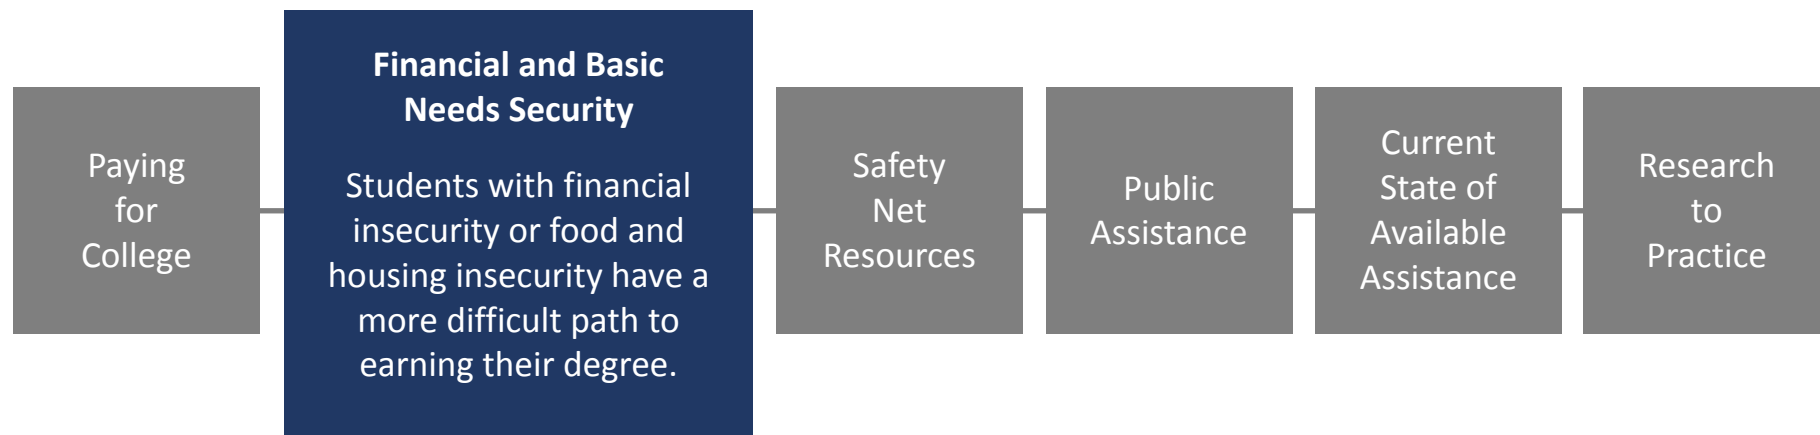 Paying
for
College
Financial and Basic
Needs Security
Students with financial
insecurity or food and
housing insecurity have a
more difficult path to
earning their degree.
Safety
Net
Resources
Public
Assistance
Current
State of
Available
Assistance
Research
to
Practice